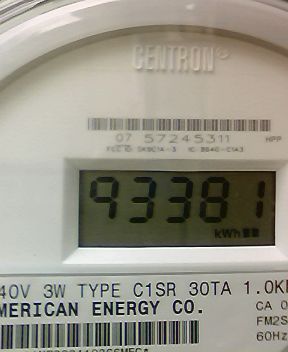 CENTRON®
07 57245311
HPP
93381
kWh
40V 3W TYPE C1SR 30TA 1.0K
MERICAN ENERGY CO.
CA 0
FM2S
60Hz